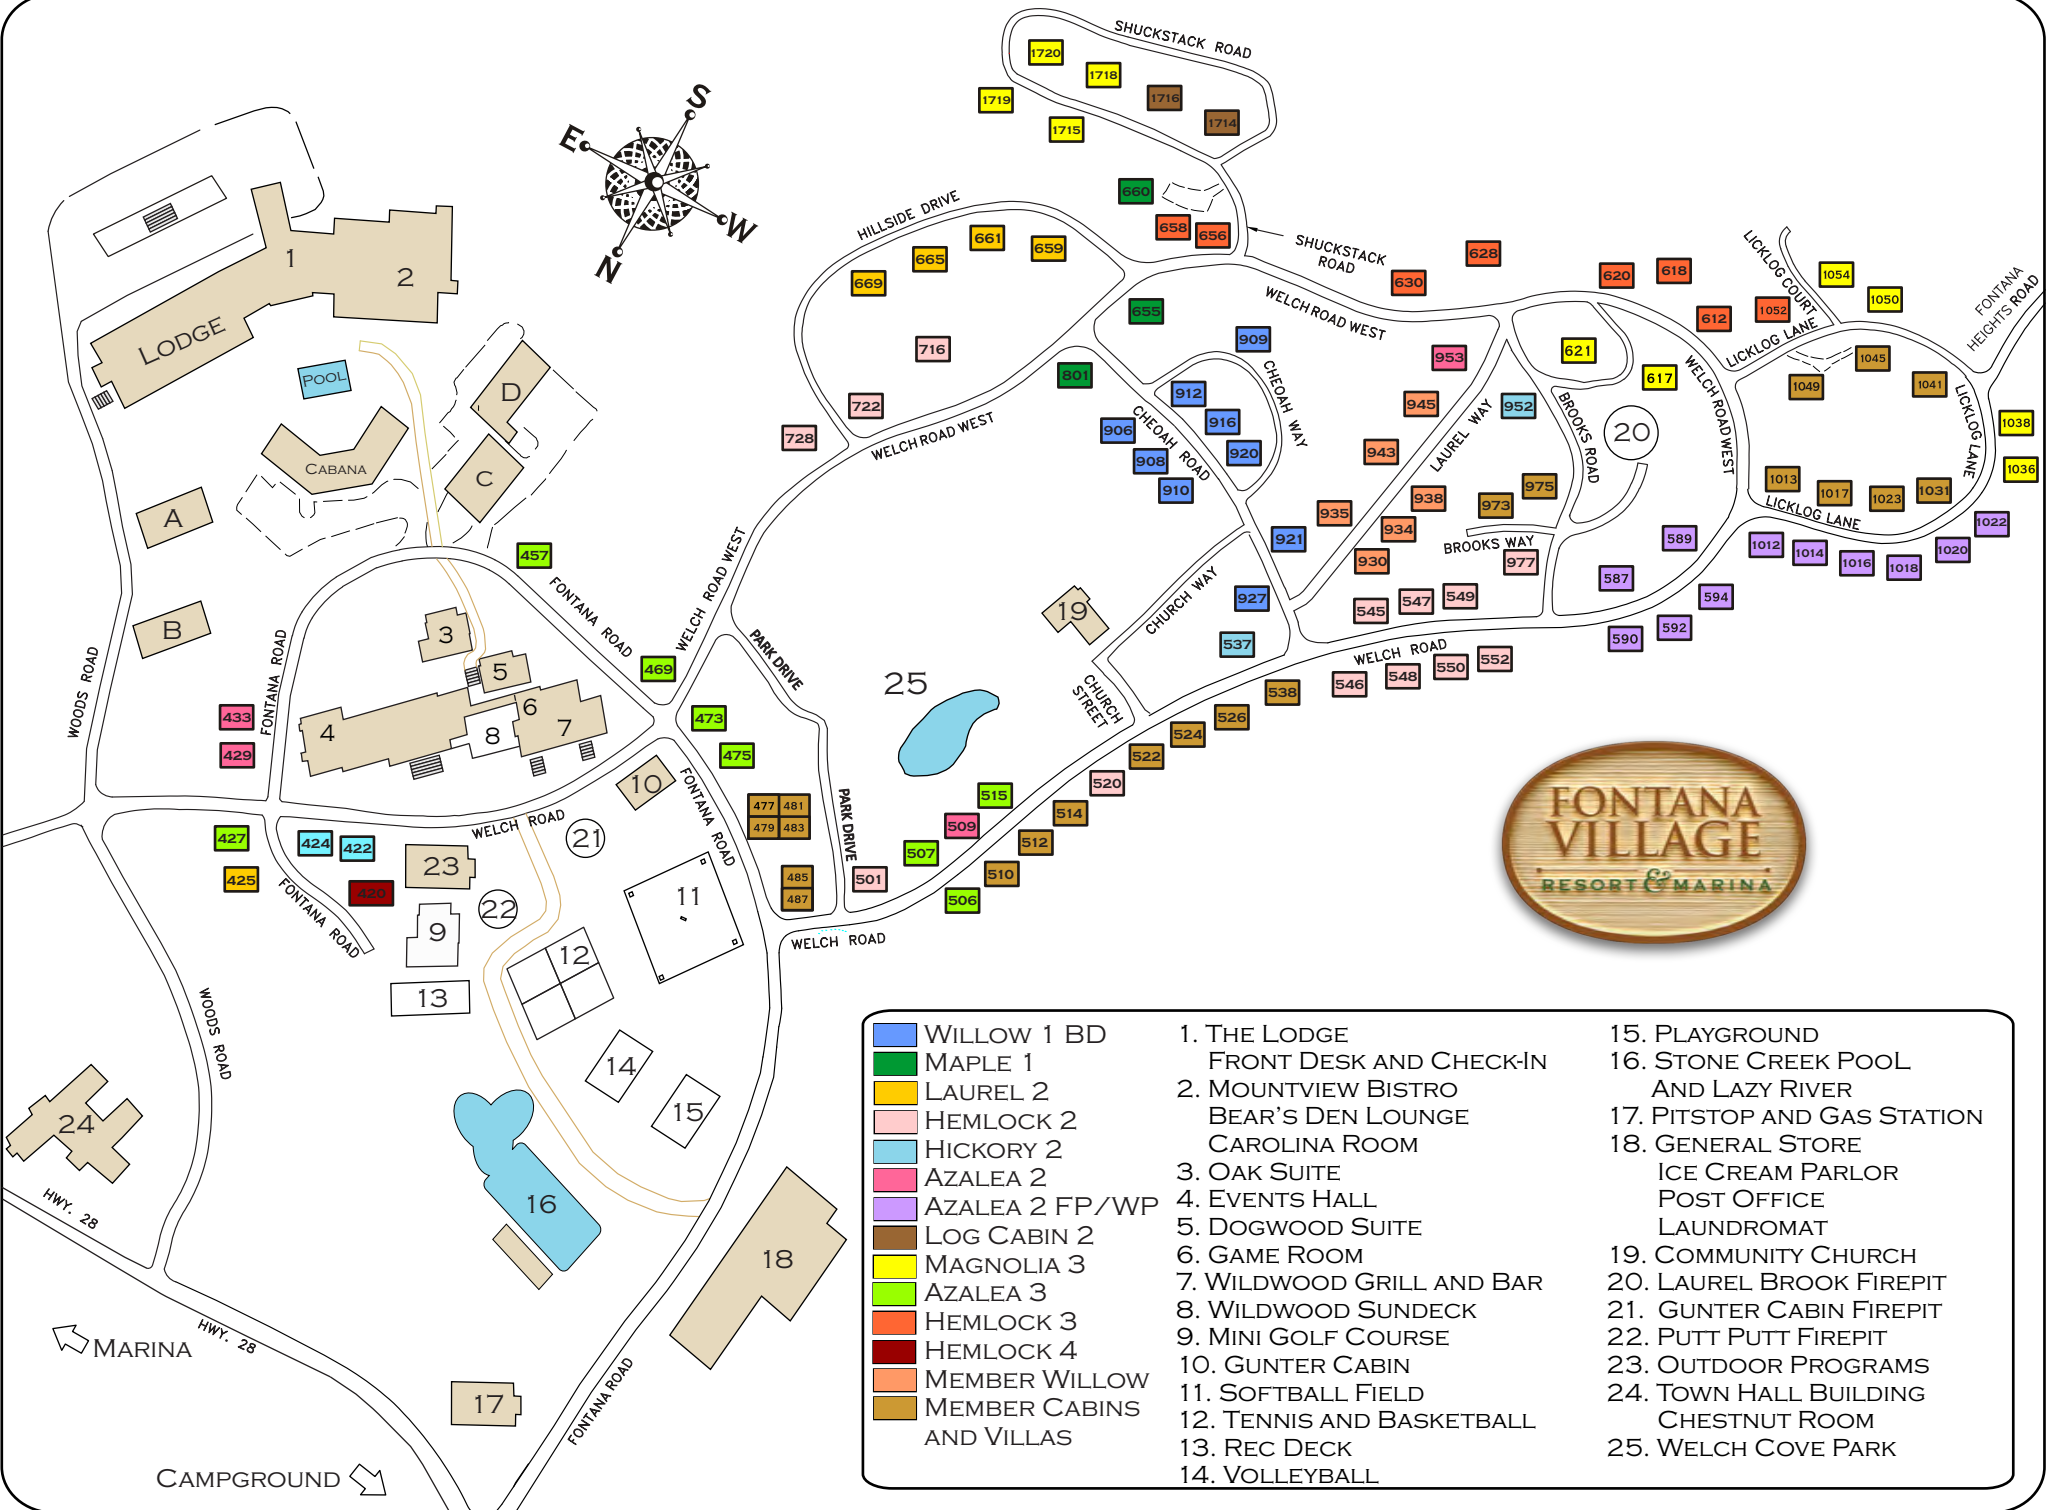 SHUCKSTACK ROAD
1720
1718
1716
1714
1719
1715
S
E
W
N
660
658
656
SHUCKSTACK
ROAD
HILLSIDE DRIVE
661
659
665
669
655
716
722
728
801
WELCH ROAD WEST
WELCH ROAD WEST
628
630
620
618
612
1052
LICKLOG COURT
1054
1050
FONTANA
HEIGHTS ROAD
LICKLOG LANE
1045
1049
1041
LICKLOG LANE
1038
1036
1013
1017
1023
1031
LICKLOG LANE
1022
1012
1014
1016
1018
1020
909
912
916
920
CHEOAH WAY
906
908
910
CHEOAH ROAD
921
927
537
953
945
943
952
LAUREL WAY
935
938
934
930
621
617
WELCH ROAD WEST
BROOKS ROAD
20
975
973
BROOKS WAY
977
545
547
549
589
587
594
592
590
WELCH ROAD
552
550
548
546
538
526
524
522
520
514
512
510
506
515
509
507
501
19
CHURCH WAY
CHURCH
STREET
25
1
2
LODGE
POOL
CABANA
D
C
A
B
457
FONTANA ROAD
WELCH ROAD WEST
469
PARK DRIVE
473
475
PARK DRIVE
477
481
479
483
485
487
WELCH ROAD
WOODS ROAD
FONTANA ROAD
433
429
3
5
4
6
8
7
10
FONTANA ROAD
WELCH ROAD
21
427
425
424
422
420
FONTANA ROAD
23
22
9
13
12
11
14
15
16
18
17
24
WOODS ROAD
HWY. 28
HWY. 28
MARINA
CAMPGROUND
FONTANA ROAD
FONTANA
VILLAGE
RESORT & MARINA
WILLOW 1 BD
MAPLE 1
LAUREL 2
HEMLOCK 2
HICKORY 2
AZALEA 2
AZALEA 2 FP/WP
LOG CABIN 2
MAGNOLIA 3
AZALEA 3
HEMLOCK 3
HEMLOCK 4
MEMBER WILLOW
MEMBER CABINS
AND VILLAS
1. THE LODGE
FRONT DESK AND CHECK-IN
2. MOUNTVIEW BISTRO
BEAR'S DEN LOUNGE
CAROLINA ROOM
3. OAK SUITE
4. EVENTS HALL
5. DOGWOOD SUITE
6. GAME ROOM
7. WILDWOOD GRILL AND BAR
8. WILDWOOD SUNDECK
9. MINI GOLF COURSE
10. GUNTER CABIN
11. SOFTBALL FIELD
12. TENNIS AND BASKETBALL
13. REC DECK
14. VOLLEYBALL
15. PLAYGROUND
16. STONE CREEK POOL
AND LAZY RIVER
17. PITSTOP AND GAS STATION
18. GENERAL STORE
ICE CREAM PARLOR
POST OFFICE
LAUNDROMAT
19. COMMUNITY CHURCH
20. LAUREL BROOK FIREPIT
21. GUNTER CABIN FIREPIT
22. PUTT PUTT FIREPIT
23. OUTDOOR PROGRAMS
24. TOWN HALL BUILDING
CHESTNUT ROOM
25. WELCH COVE PARK